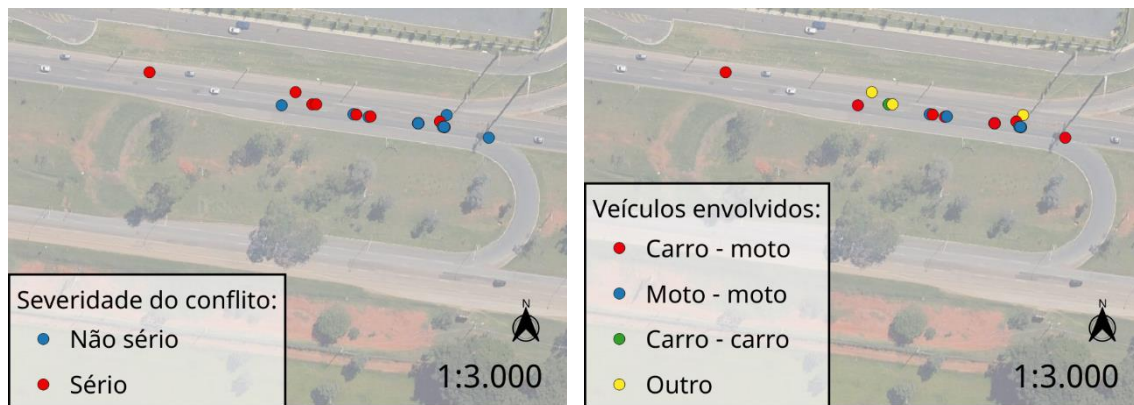 Severidade do conflito:
Não sério
Sério
N
1:3.000
Veículos envolvidos:
Carro - moto
Moto - moto
Carro - carro
Outro
N
1:3.000